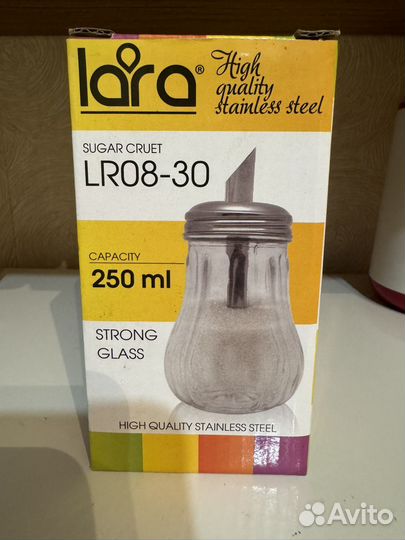 lara®
High
quality
stainless steel
SUGAR CRUET
LR08-30
CAPACITY
250 ml
STRONG
GLASS
HIGH QUALITY STAINLESS STEEL
Avito